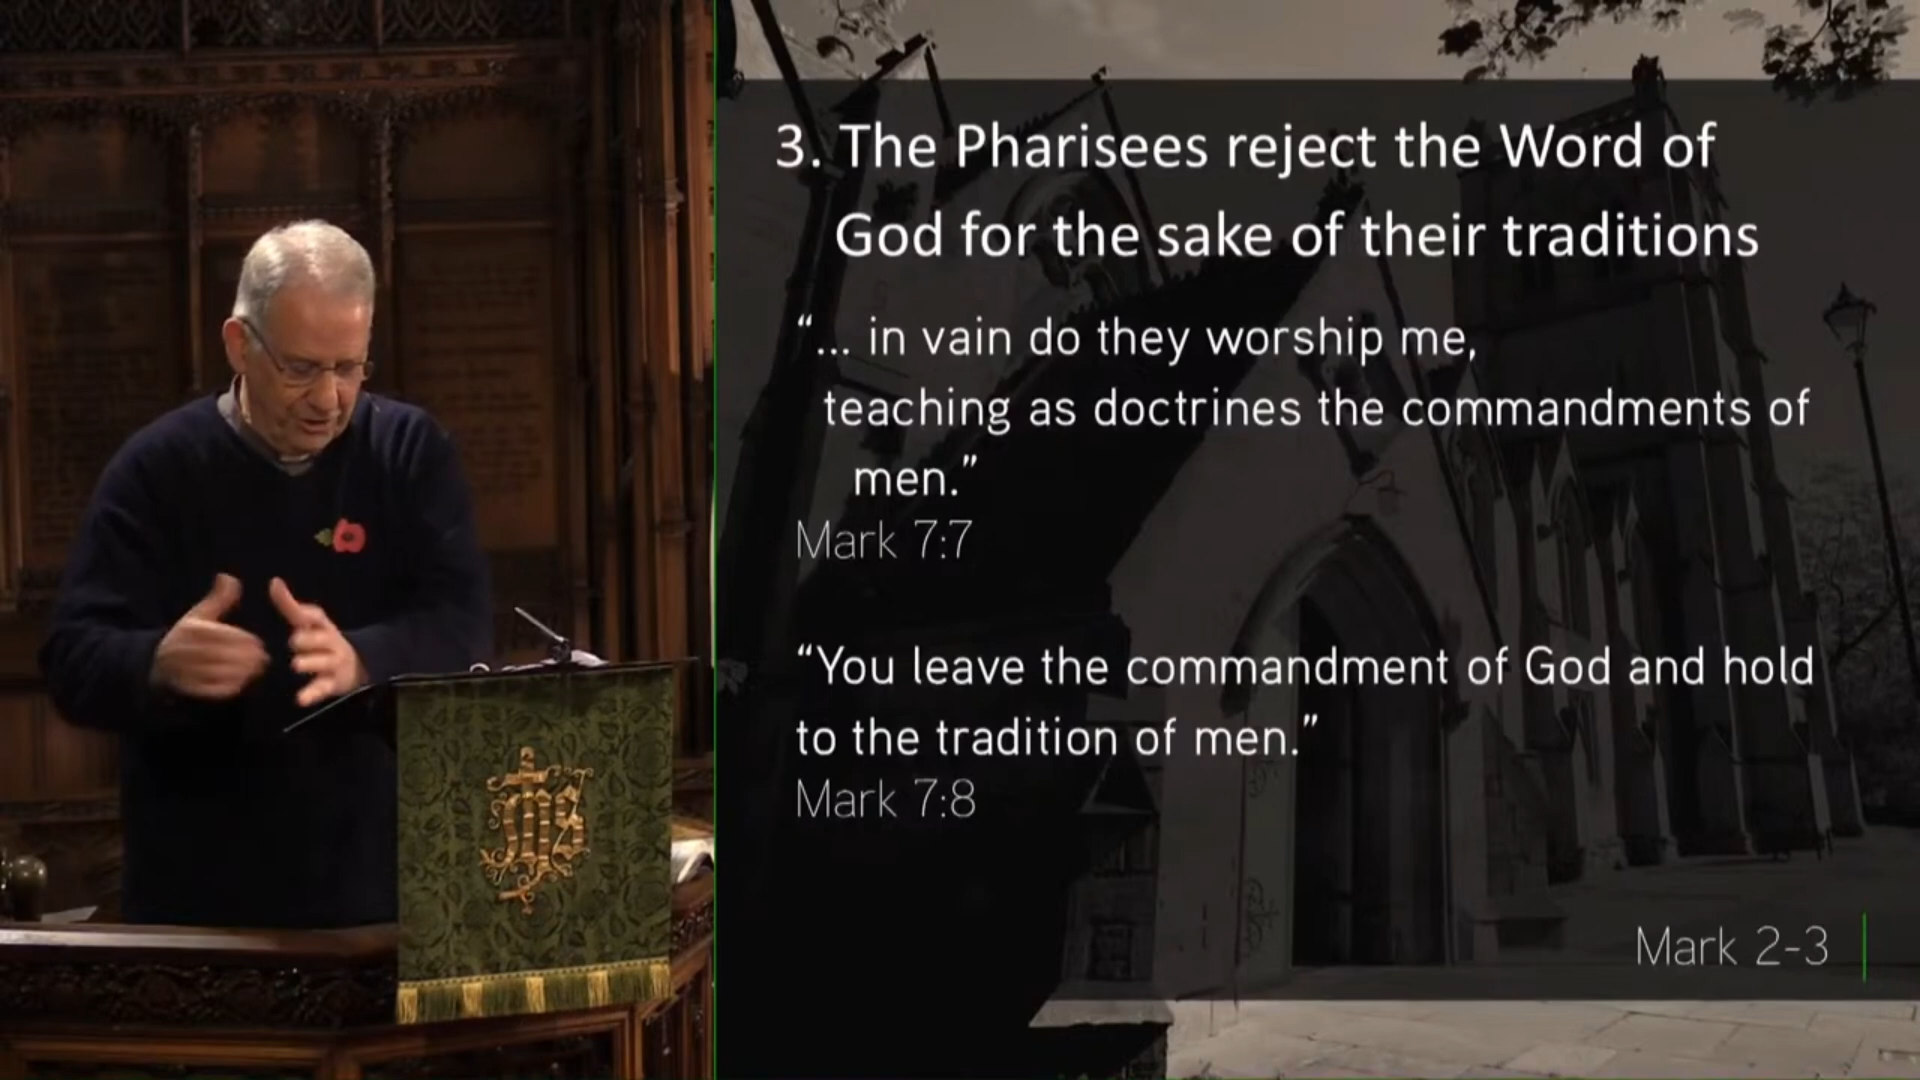 3. The Pharisees reject the Word of
God for the sake of their traditions
“... in vain do they worship me,
teaching as doctrines the commandments of
men.”
Mark 7:7
“You leave the commandment of God and hold
to the tradition of men.”
Mark 7:8
Mark 2-3
ihs